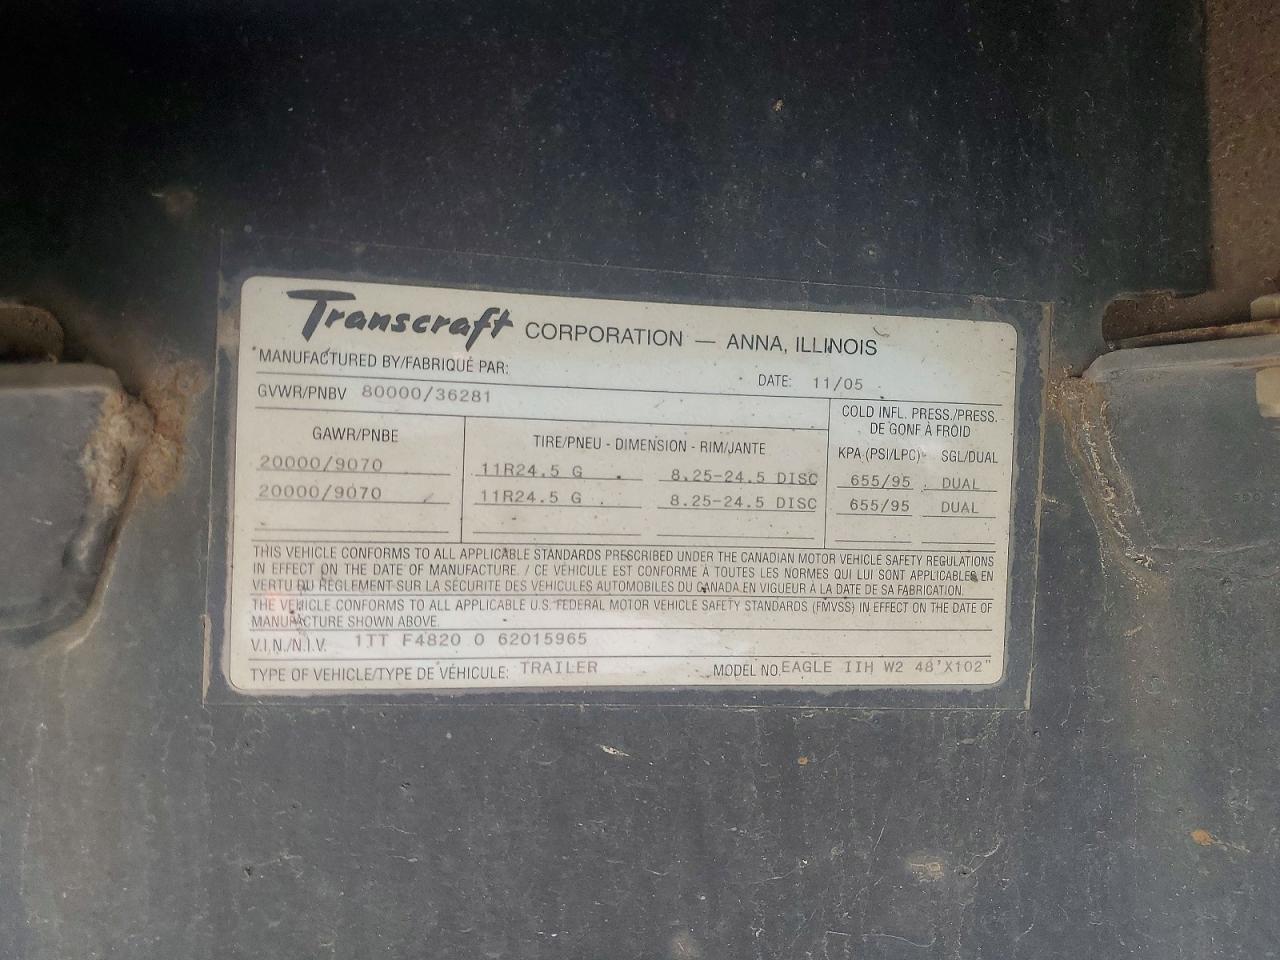 Transcraft CORPORATION — ANNA, ILLINOIS
MANUFACTURED BY/FABRIQUÉ PAR:
DATE: 11/05
GVWR/PNBV 80000/36281
COLD INFL. PRESS./PRESS.
DE GONF À FROID
GAWR/PNBE TIRE/PNEU - DIMENSION - RIM/JANTE KPA (PSI/LPC) SGL/DUAL
20000/9070 11R24.5 G 8.25-24.5 DISC 655/95 DUAL
20000/9070 11R24.5 G 8.25-24.5 DISC 655/95 DUAL
THIS VEHICLE CONFORMS TO ALL APPLICABLE STANDARDS PRESCRIBED UNDER THE CANADIAN MOTOR VEHICLE SAFETY REGULATIONS
IN EFFECT ON THE DATE OF MANUFACTURE. / CE VÉHICULE EST CONFORME À TOUTES LES NORMES QUI LUI SONT APPLICABLES EN
VERTU DU RÈGLEMENT SUR LA SÉCURITÉ DES VÉHICULES AUTOMOBILES DU CANADA EN VIGUEUR À LA DATE DE SA FABRICATION.
THE VEHICLE CONFORMS TO ALL APPLICABLE U.S. FEDERAL MOTOR VEHICLE SAFETY STANDARDS (FMVSS) IN EFFECT ON THE DATE OF
MANUFACTURE SHOWN ABOVE.
V.I.N./N.I.V. 1TT F4820 0 62015965
TYPE OF VEHICLE/TYPE DE VÉHICULE: TRAILER MODEL NO. EAGLE IIH W2 48'X102"